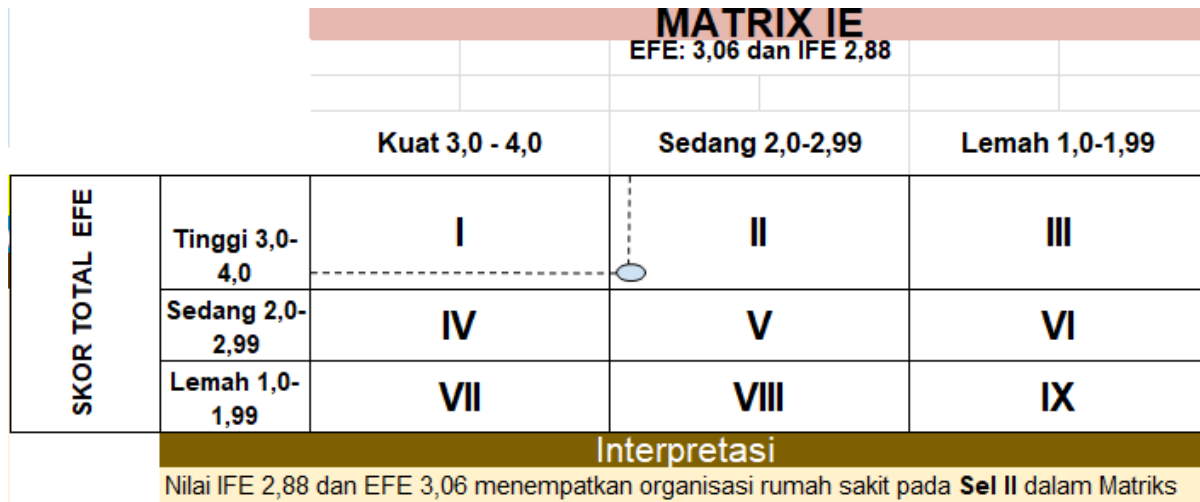 MATRIX IE
EFE: 3,06 dan IFE 2,88
Kuat 3,0 - 4,0
Sedang 2,0-2,99
Lemah 1,0-1,99
SKOR TOTAL EFE
Tinggi 3,0-
4,0
I
II
III
Sedang 2,0-
2,99
IV
V
VI
Lemah 1,0-
1,99
VII
VIII
IX
Interpretasi
Nilai IFE 2,88 dan EFE 3,06 menempatkan organisasi rumah sakit pada Sel II dalam Matriks